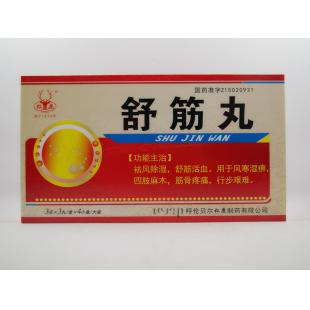 国药准字Z15020931
舒筋丸
SHU JIN WAN
【功能主治】
祛风除湿，舒筋活血。用于风寒湿痹，
四肢麻木，筋骨疼痛，行步艰难。
呼伦贝尔松鹿制药有限公司